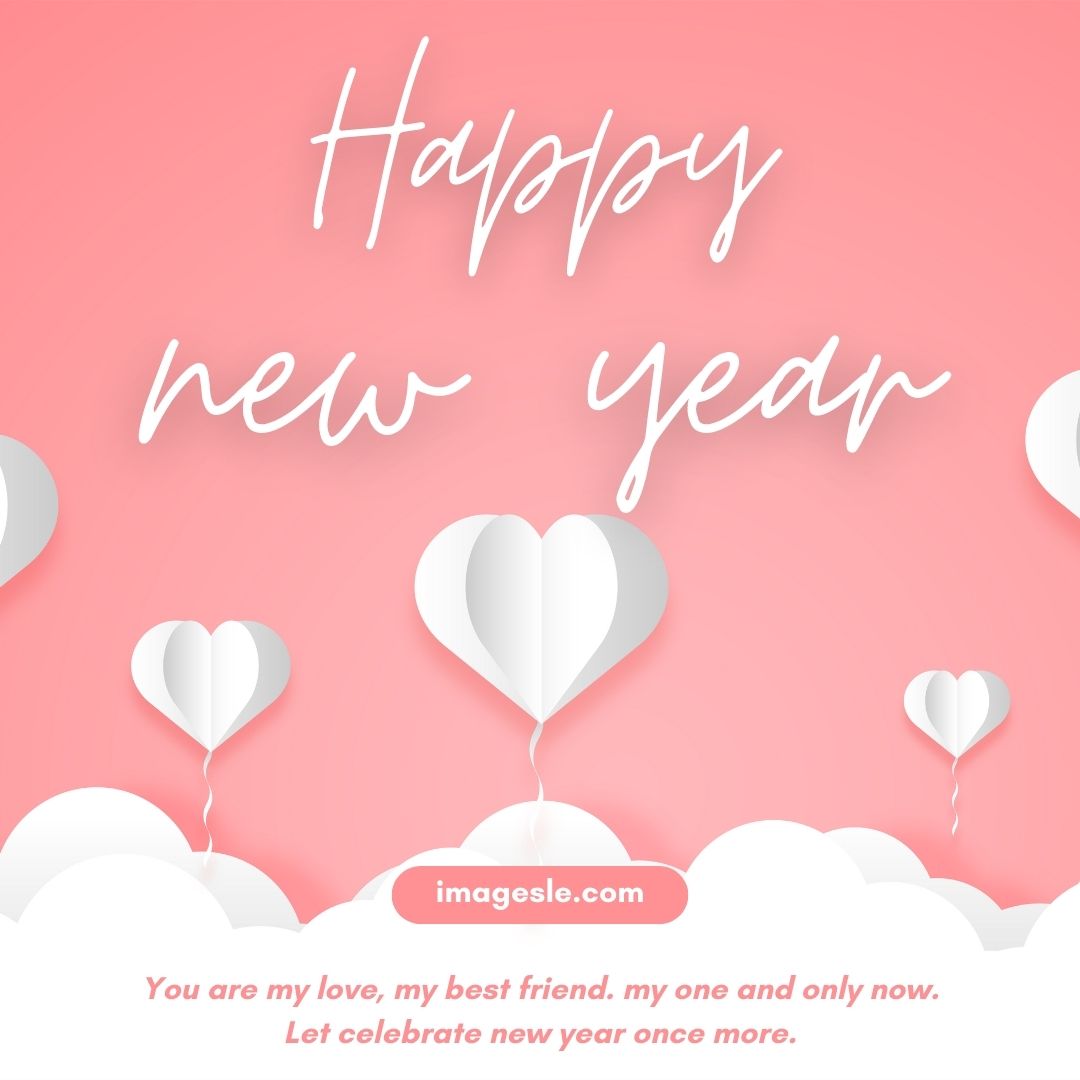 Happy
new year
imagesle.com
You are my love, my best friend. my one and only now.
Let celebrate new year once more.